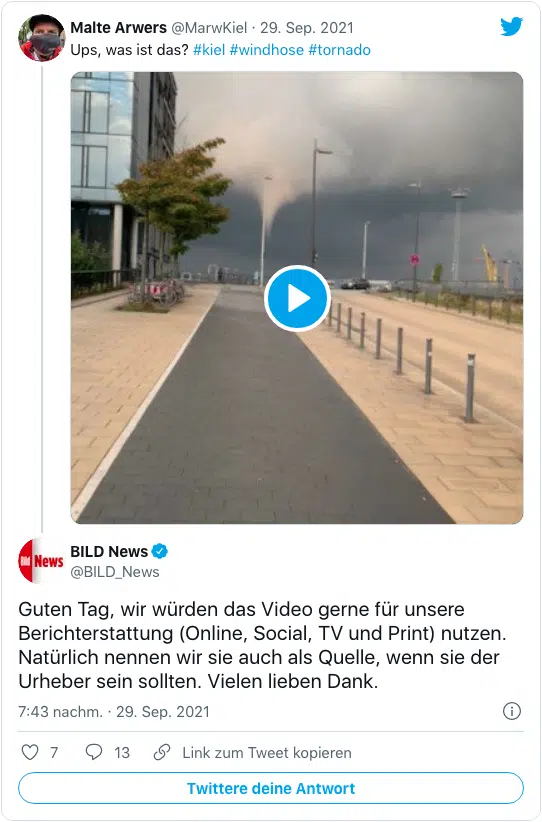 Malte Arwers @MarwKiel · 29. Sep. 2021
Ups, was ist das? #kiel #windhose #tornado
Bild News
BILD News
@BILD_News
Guten Tag, wir würden das Video gerne für unsere
Berichterstattung (Online, Social, TV und Print) nutzen.
Natürlich nennen wir sie auch als Quelle, wenn sie der
Urheber sein sollten. Vielen lieben Dank.
7:43 nachm. · 29. Sep. 2021
7 13 Link zum Tweet kopieren
Twittere deine Antwort